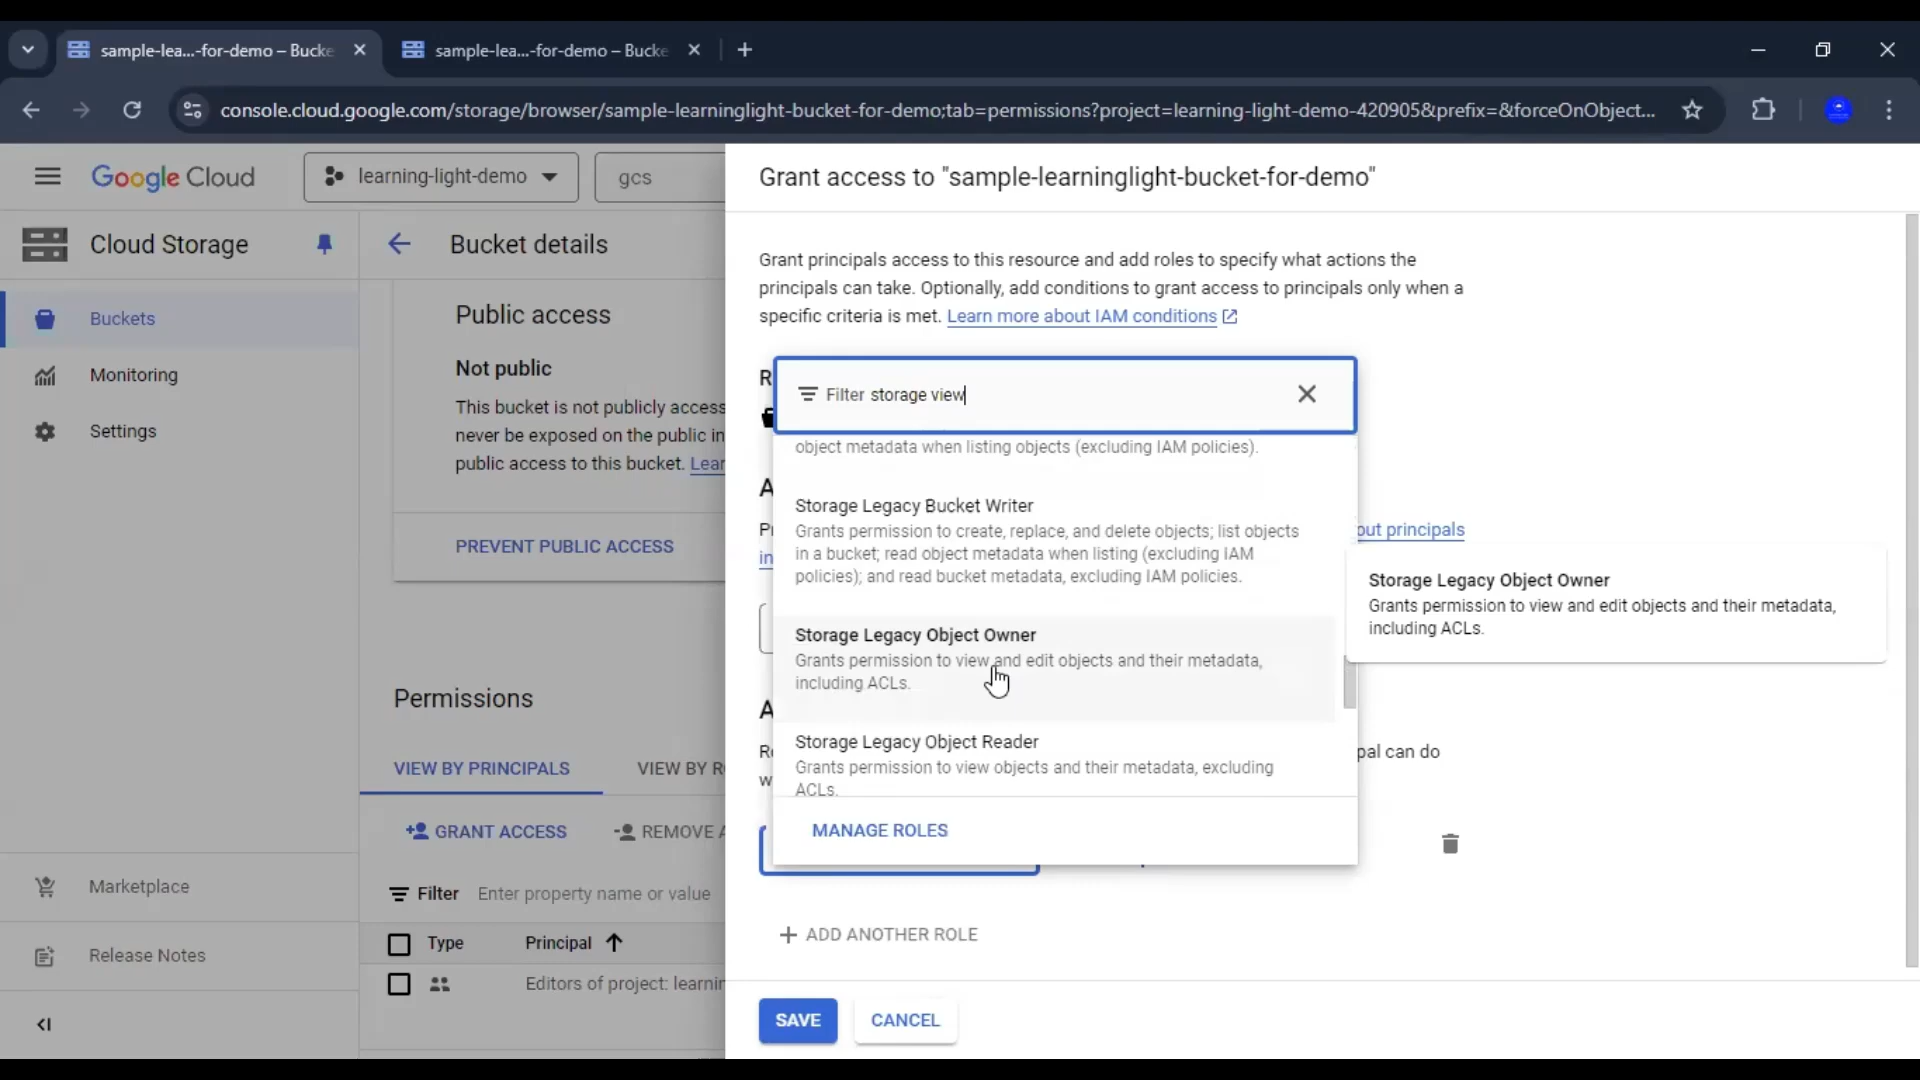 sample-lea...-for-demo – Bucke
sample-lea...-for-demo – Bucke
console.cloud.google.com/storage/browser/sample-learninglight-bucket-for-demo;tab=permissions?project=learning-light-demo-420905&prefix=&forceOnObject...
Google Cloud
learning-light-demo
gcs
Cloud Storage
Buckets
Monitoring
Settings
Marketplace
Release Notes
Bucket details
Public access
Not public
This bucket is not publicly access
never be exposed on the public in
public access to this bucket. Lear
PREVENT PUBLIC ACCESS
Permissions
VIEW BY PRINCIPALS
VIEW BY R
GRANT ACCESS
REMOVE A
Filter Enter property name or value
Type Principal
Editors of project: learnin
Grant access to "sample-learninglight-bucket-for-demo"
Grant principals access to this resource and add roles to specify what actions the
principals can take. Optionally, add conditions to grant access to principals only when a
specific criteria is met. Learn more about IAM conditions
R
Filter storage view
object metadata when listing objects (excluding IAM policies).
A
Storage Legacy Bucket Writer
Grants permission to create, replace, and delete objects; list objects
in a bucket; read object metadata when listing (excluding IAM
policies); and read bucket metadata, excluding IAM policies.
Pr
in
out principals
Storage Legacy Object Owner
Grants permission to view and edit objects and their metadata,
including ACLs.
Storage Legacy Object Owner
Grants permission to view and edit objects and their metadata,
including ACLs.
A
Storage Legacy Object Reader
Grants permission to view objects and their metadata, excluding
ACLs.
Ro
w
pal can do
MANAGE ROLES
ADD ANOTHER ROLE
SAVE
CANCEL